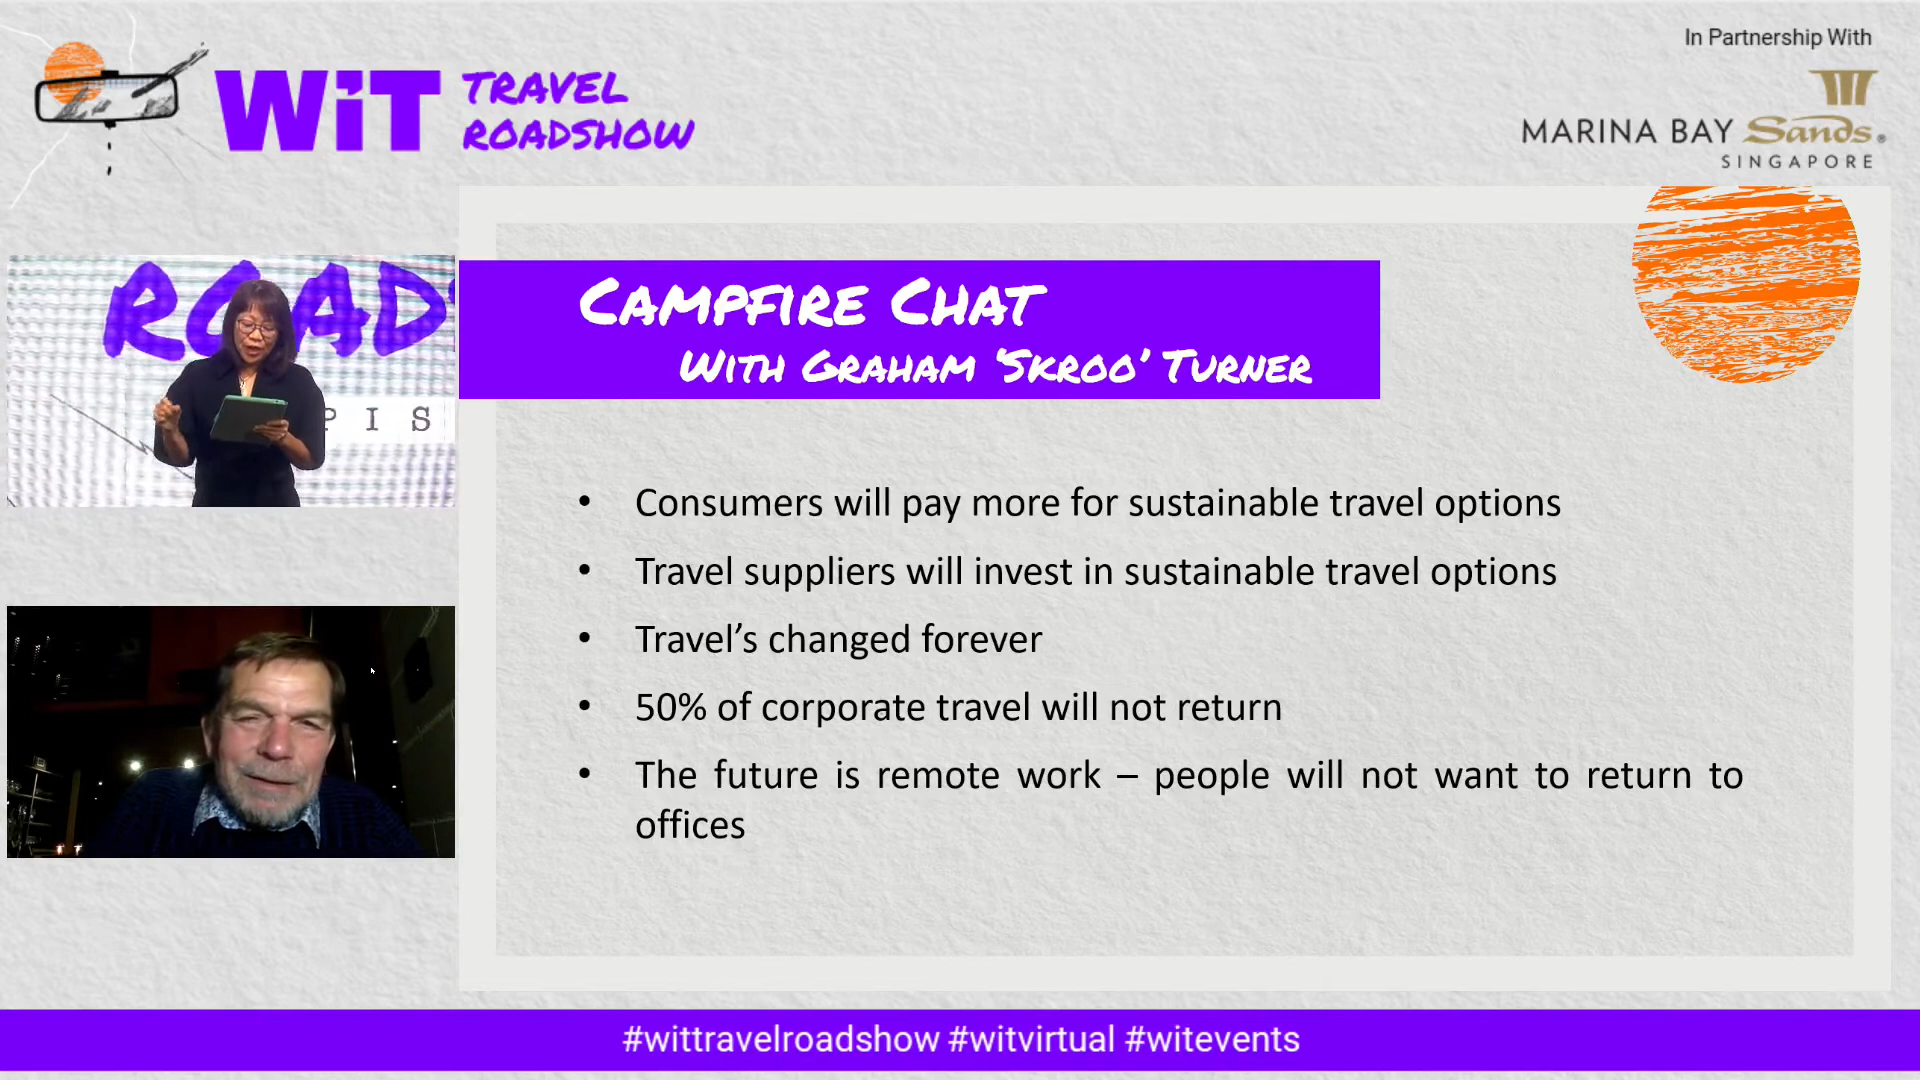 In Partnership With
WiT TRAVEL
ROADSHOW
MARINA BAY Sands®
SINGAPORE
ROADS
PIS
CAMPFIRE CHAT
WITH GRAHAM ‘SKROO’ TURNER
• Consumers will pay more for sustainable travel options
• Travel suppliers will invest in sustainable travel options
• Travel’s changed forever
• 50% of corporate travel will not return
• The future is remote work – people will not want to return to
offices
#wittravelroadshow #witvirtual #witevents